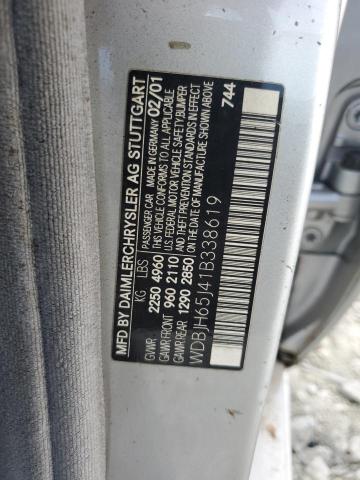 MFD BY DAIMLERCHRYSLER AG STUTTGART
PASSENGER CAR MADE IN GERMANY 02/01
KG LBS
GVWR 2250 4960
GAWR FRONT 960 2110
GAWR REAR 1290 2850
THIS VEHICLE CONFORMS TO ALL APPLICABLE
U.S. FEDERAL MOTOR VEHICLE SAFETY/BUMPER
AND THEFT PREVENTION STANDARDS IN EFFECT
ON THE DATE OF MANUFACTURE SHOWN ABOVE
WDBJH65J41B338619
744